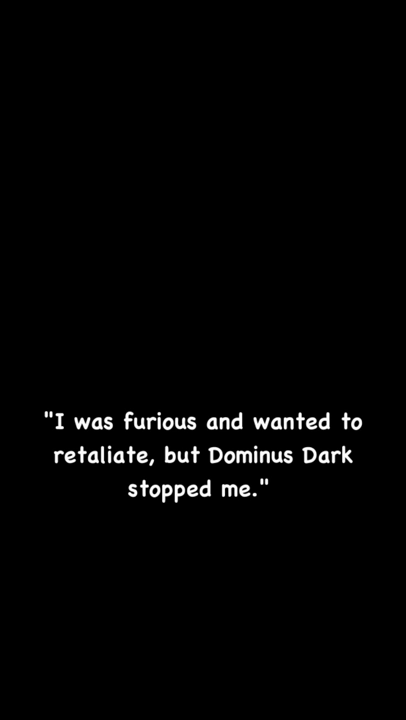 "I was furious and wanted to
retaliate, but Dominus Dark
stopped me."